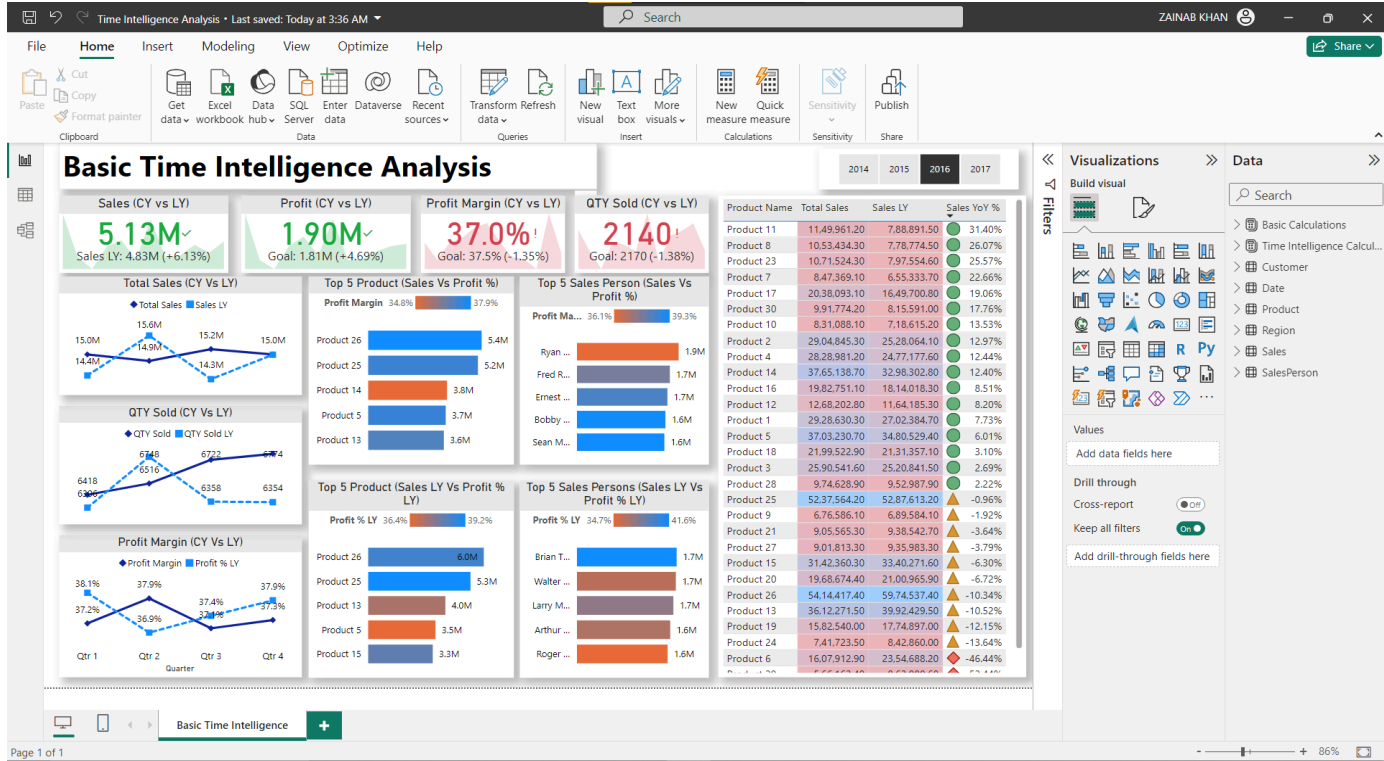 Time Intelligence Analysis • Last saved: Today at 3:36 AM
Search
ZAINAB KHAN
File Home Insert Modeling View Optimize Help
Share
Paste
Cut
Copy
Format painter
Clipboard
Get data
Excel workbook
Data hub
SQL Server
Enter data
Dataverse
Recent sources
Data
Transform data
Refresh
Queries
New visual
Text box
More visuals
Insert
New measure
Quick measure
Calculations
Sensitivity
Sensitivity
Publish
Share
Basic Time Intelligence Analysis
2014 2015 2016 2017
Sales (CY vs LY)
5.13M
Sales LY: 4.83M (+6.13%)
Profit (CY vs LY)
1.90M
Goal: 1.81M (+4.69%)
Profit Margin (CY vs LY)
37.0%!
Goal: 37.5% (-1.35%)
QTY Sold (CY vs LY)
2140!
Goal: 2170 (-1.38%)
Total Sales (CY Vs LY)
Total Sales Sales LY
15.6M
15.0M 15.2M 15.0M
14.9M
14.4M 14.3M
QTY Sold (CY Vs LY)
QTY Sold QTY Sold LY
6748 6722 6774
6418 6516
6306 6358 6354
Profit Margin (CY Vs LY)
Profit Margin Profit % LY
38.1% 37.9% 37.9%
37.2% 37.4%
36.9% 37.1% 37.3%
Qtr 1 Qtr 2 Qtr 3 Qtr 4
Quarter
Top 5 Product (Sales Vs Profit %)
Profit Margin 34.8% 37.9%
Product 26 5.4M
Product 25 5.2M
Product 14 3.8M
Product 5 3.7M
Product 13 3.6M
Top 5 Sales Person (Sales Vs
Profit %)
Profit Ma... 36.1% 39.3%
Ryan ... 1.9M
Fred R... 1.7M
Ernest ... 1.7M
Bobby ... 1.6M
Sean M... 1.6M
Top 5 Product (Sales LY Vs Profit %
LY)
Profit % LY 36.4% 39.2%
Product 26 6.0M
Product 25 5.3M
Product 13 4.0M
Product 5 3.5M
Product 15 3.3M
Top 5 Sales Persons (Sales LY Vs
Profit % LY)
Profit % LY 34.7% 41.6%
Brian T... 1.7M
Walter ... 1.7M
Larry M... 1.7M
Arthur ... 1.6M
Roger ... 1.6M
Product Name Total Sales Sales LY Sales YoY %
Product 11 11,49,961.20 7,88,891.50 31.40%
Product 8 10,53,434.30 7,78,774.50 26.07%
Product 23 10,71,524.30 7,97,554.60 25.57%
Product 7 8,47,369.10 6,55,333.70 22.66%
Product 17 20,38,093.10 16,49,700.80 19.06%
Product 30 9,91,774.20 8,15,591.00 17.76%
Product 10 8,31,088.10 7,18,615.20 13.53%
Product 2 29,04,845.30 25,28,064.10 12.97%
Product 4 28,28,981.20 24,77,177.60 12.44%
Product 14 37,65,138.70 32,98,302.80 12.40%
Product 16 19,82,751.10 18,14,018.30 8.51%
Product 12 12,68,202.80 11,64,185.30 8.20%
Product 1 29,28,630.30 27,02,384.70 7.73%
Product 5 37,03,230.70 34,80,529.40 6.01%
Product 18 21,99,522.90 21,31,357.10 3.10%
Product 3 25,90,541.60 25,20,841.50 2.69%
Product 28 9,74,628.90 9,52,987.90 2.22%
Product 25 52,37,564.20 52,87,613.20 -0.96%
Product 9 6,76,586.10 6,89,584.10 -1.92%
Product 21 9,05,565.30 9,38,542.70 -3.64%
Product 27 9,01,813.30 9,35,983.30 -3.79%
Product 15 31,42,360.30 33,40,271.60 -6.30%
Product 20 19,68,674.40 21,00,965.90 -6.72%
Product 26 54,14,417.40 59,74,537.40 -10.34%
Product 13 36,12,271.50 39,92,429.50 -10.52%
Product 19 15,82,540.00 17,74,897.00 -12.15%
Product 24 7,41,723.50 8,42,860.00 -13.64%
Product 6 16,07,912.90 23,54,688.20 -46.44%
Filters
Visualizations
Build visual
R Py
123
Values
Add data fields here
Drill through
Cross-report Off
Keep all filters On
Add drill-through fields here
Data
Search
Basic Calculations
Time Intelligence Calcul...
Customer
Date
Product
Region
Sales
SalesPerson
Basic Time Intelligence
+
Page 1 of 1
- + 86%